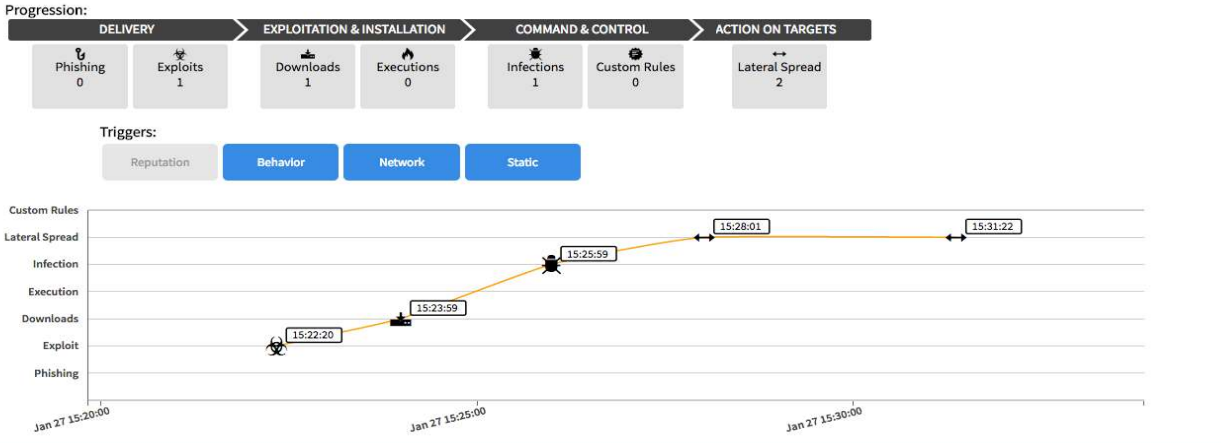 Progression:
DELIVERY EXPLOITATION & INSTALLATION COMMAND & CONTROL ACTION ON TARGETS
Phishing Exploits Downloads Executions Infections Custom Rules Lateral Spread
0 1 1 0 1 0 2
Triggers:
Reputation Behavior Network Static
Custom Rules
15:28:01 15:31:22
Lateral Spread
15:25:59
Infection
Execution
15:23:59
Downloads
15:22:20
Exploit
Phishing
Jan 27 15:20:00 Jan 27 15:25:00 Jan 27 15:30:00